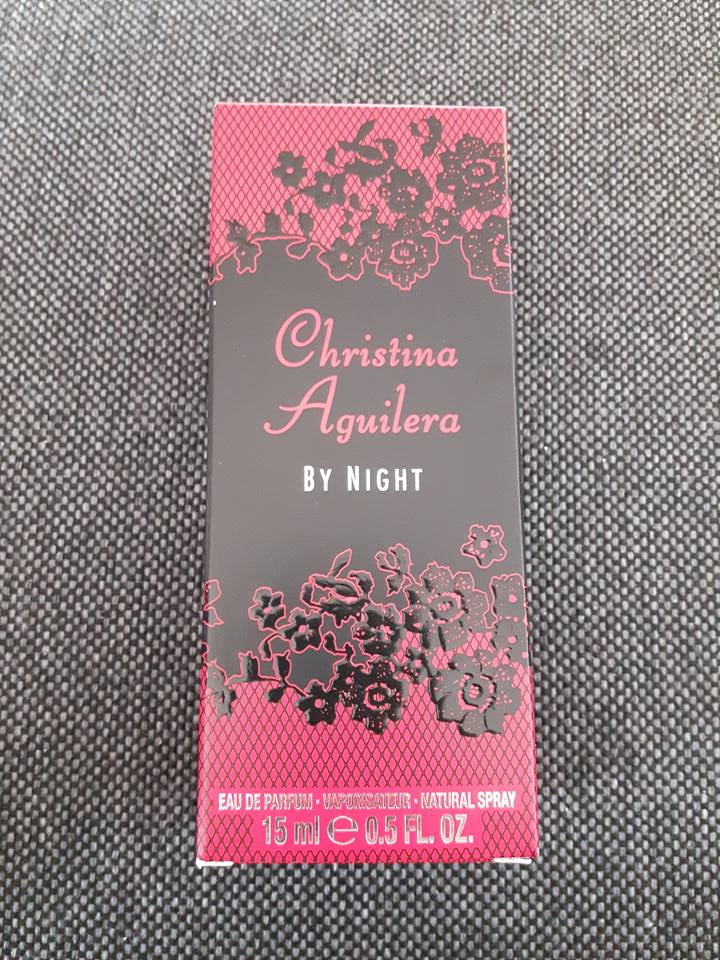 Christina
Aguilera
BY NIGHT
EAU DE PARFUM · VAPORISATEUR · NATURAL SPRAY
15 ml ℮ 0.5 FL. OZ.